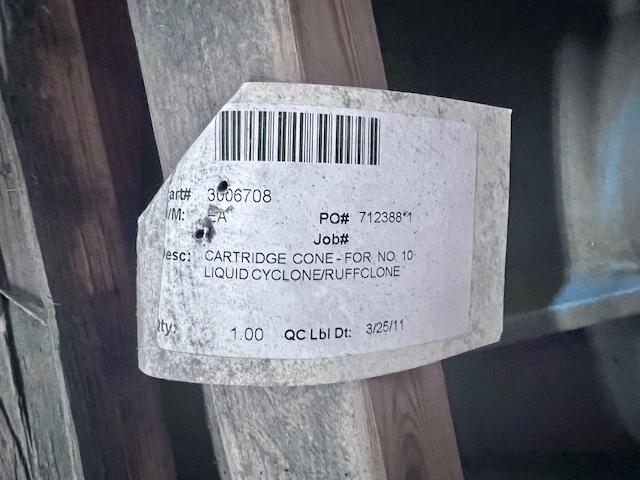 art# 3006708
/M: EA PO# 712388*1
Job#
esc: CARTRIDGE CONE - FOR NO. 10
LIQUID CYCLONE/RUFFCLONE
ty: 1.00 QC Lbl Dt: 3/25/11